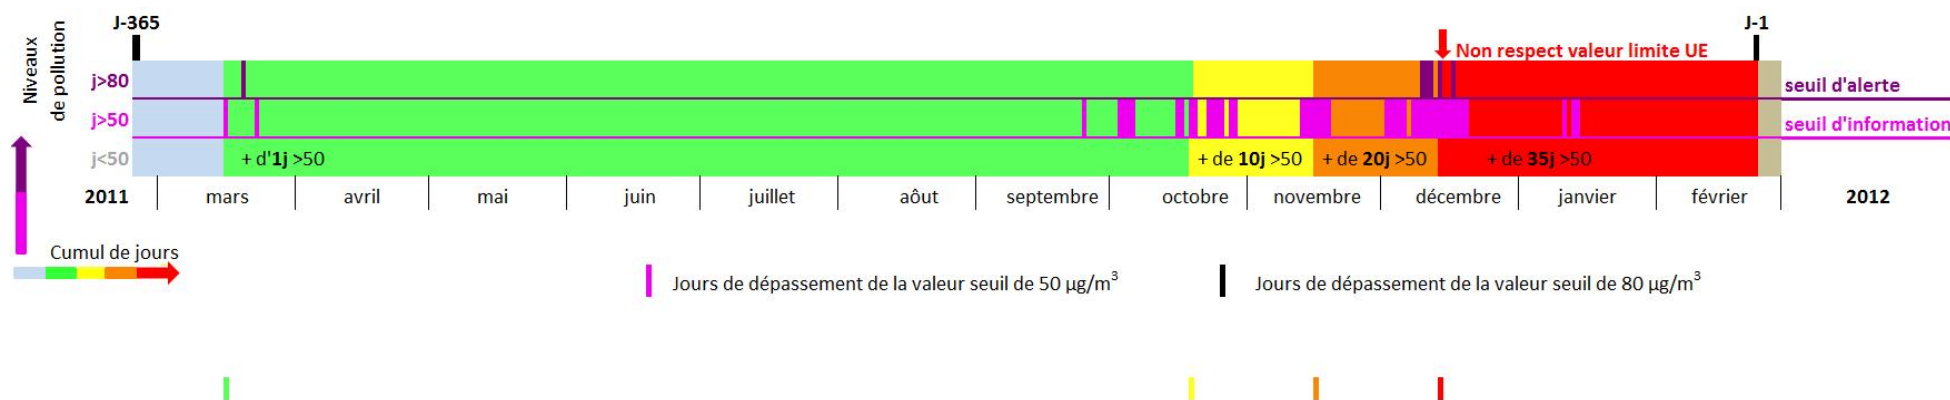 Niveaux
de pollution
J-365
J-1
Non respect valeur limite UE
j>80
seuil d'alerte
j>50
seuil d'information
j<50
+ d'1j >50
+ de 10j >50
+ de 20j >50
+ de 35j >50
2011
mars
avril
mai
juin
juillet
aôut
septembre
octobre
novembre
décembre
janvier
février
2012
Cumul de jours
Jours de dépassement de la valeur seuil de 50 µg/m³
Jours de dépassement de la valeur seuil de 80 µg/m³